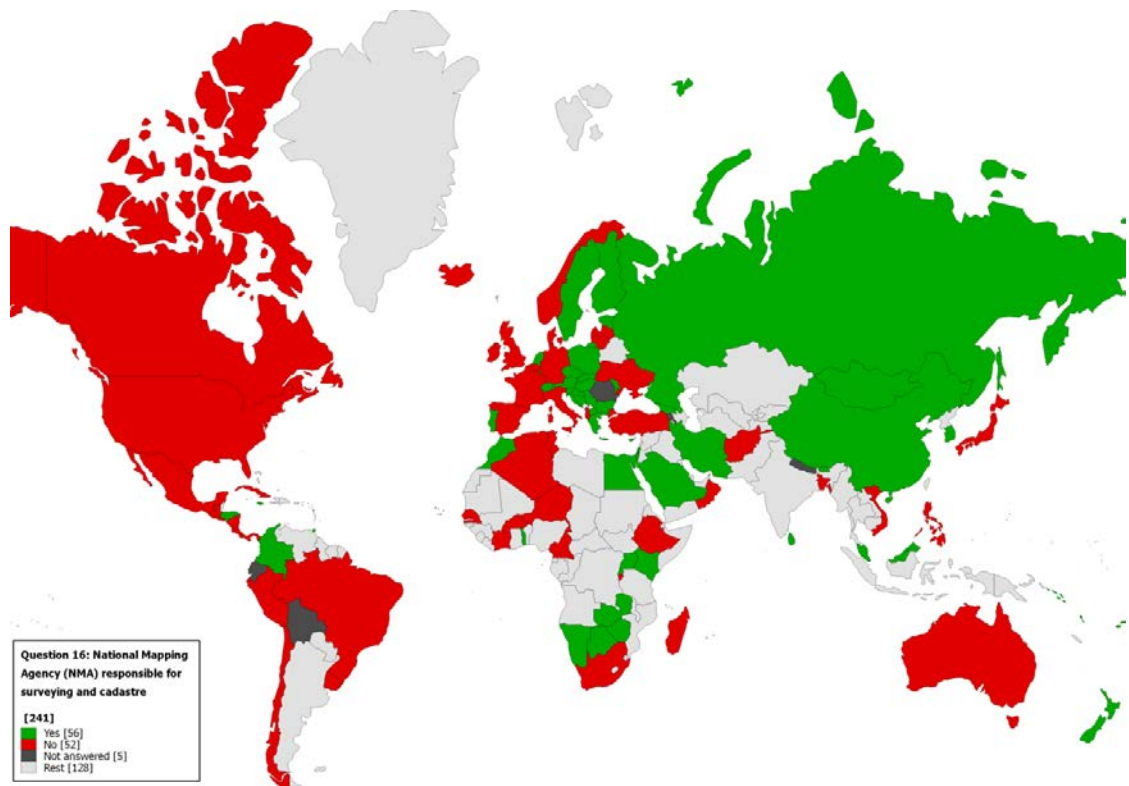 Question 16: National Mapping
Agency (NMA) responsible for
surveying and cadastre
[241]
Yes [56]
No [52]
Not answered [5]
Rest [128]